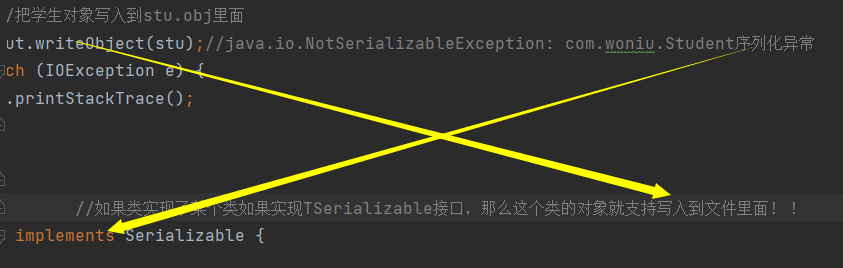 /把学生对象写入到stu.obj里面
ut.writeObject(stu);//java.io.NotSerializableException: com.woniu.Student序列化异常
ch (IOException e) {
.printStackTrace();
//如果类实现了某个类如果实现TSerializable接口，那么这个类的对象就支持写入到文件里面！！
implements Serializable {